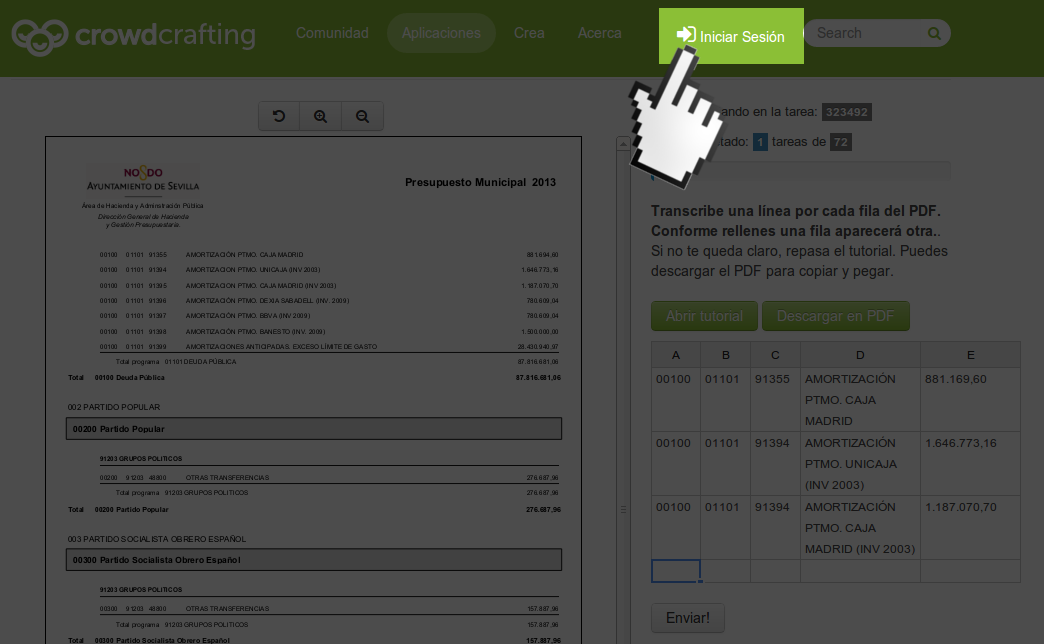 crowdcrafting
Comunidad
Aplicaciones
Crea
Acerca
Iniciar Sesión
Search
NO8DO
AYUNTAMIENTO DE SEVILLA
Área de Hacienda y Administración Pública
Dirección General de Hacienda
y Gestión Presupuestaria
Presupuesto Municipal 2013
00100 01101 91355 AMORTIZACIÓN PTMO. CAJA MADRID 881.694,60
00100 01101 91394 AMORTIZACIÓN PTMO. UNICAJA (INV 2003) 1.646.773,16
00100 01101 91395 AMORTIZACIÓN PTMO. CAJA MADRID (INV 2003) 1.187.070,70
00100 01101 91396 AMORTIZACIÓN PTMO. DEXIA SABADELL (INV. 2009) 780.609,04
00100 01101 91397 AMORTIZACIÓN PTMO. BBVA (INV 2009) 780.609,04
00100 01101 91398 AMORTIZACIÓN PTMO. BANESTO (INV. 2009) 1.500.000,00
00100 01101 91399 AMORTIZACIONES ANTICIPADAS. EXCESO LÍMITE DE GASTO 28.430.940,97
Total programa 01101 DEUDA PÚBLICA 87.816.681,06
Total 00100 Deuda Pública 87.816.681,06
002 PARTIDO POPULAR
00200 Partido Popular
91203 GRUPOS POLITICOS
00200 91203 48800 OTRAS TRANSFERENCIAS 276.687,96
Total programa 91203 GRUPOS POLITICOS 276.687,96
Total 00200 Partido Popular 276.687,96
003 PARTIDO SOCIALISTA OBRERO ESPAÑOL
00300 Partido Socialista Obrero Español
91203 GRUPOS POLITICOS
00300 91203 48800 OTRAS TRANSFERENCIAS 157.887,96
Total programa 91203 GRUPOS POLITICOS 157.887,96
Total 00300 Partido Socialista Obrero Español 157.887,96
ando en la tarea: 323492
tado: 1 tareas de 72
Transcribe una línea por cada fila del PDF.
Conforme rellenes una fila aparecerá otra..
Si no te queda claro, repasa el tutorial. Puedes
descargar el PDF para copiar y pegar.
Abrir tutorial
Descargar en PDF
A B C D E
00100 01101 91355 AMORTIZACIÓN 881.169,60
PTMO. CAJA
MADRID
00100 01101 91394 AMORTIZACIÓN 1.646.773,16
PTMO. UNICAJA
(INV 2003)
00100 01101 91394 AMORTIZACIÓN 1.187.070,70
PTMO. CAJA
MADRID (INV 2003)
Enviar!